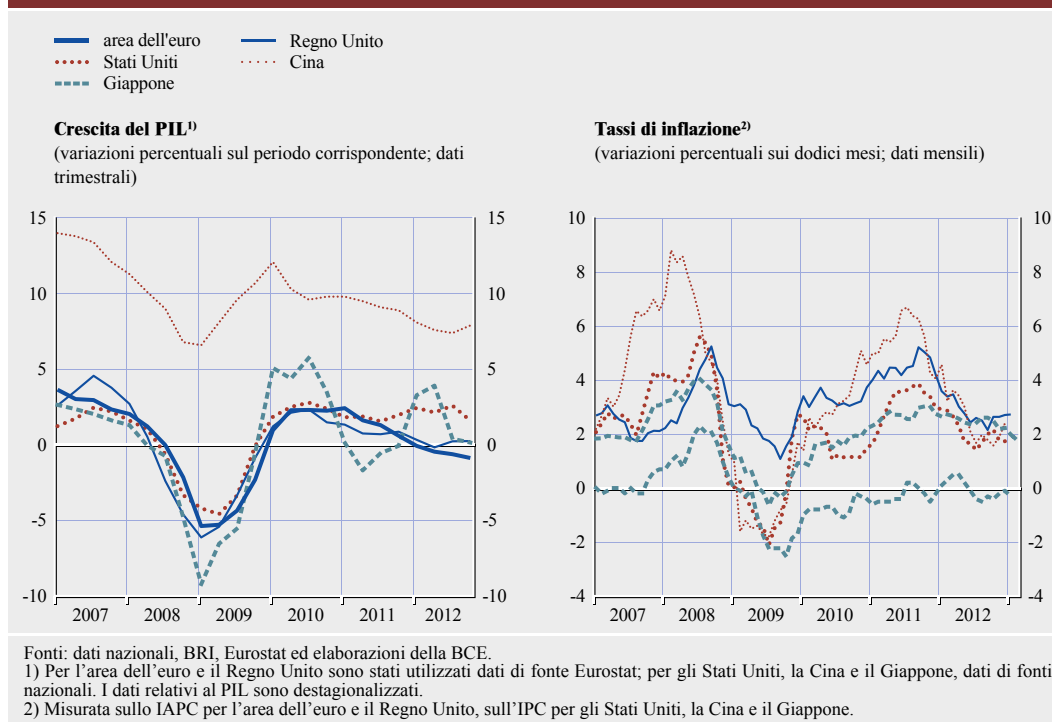 area dell'euro
Stati Uniti
Giappone
Regno Unito
Cina
Crescita del PIL1)
(variazioni percentuali sul periodo corrispondente; dati
trimestrali)
15 15
10 10
5 5
0 0
-5 -5
-10 -10
2007 2008 2009 2010 2011 2012
Tassi di inflazione2)
(variazioni percentuali sui dodici mesi; dati mensili)
10 10
8 8
6 6
4 4
2 2
0 0
-2 -2
-4 -4
2007 2008 2009 2010 2011 2012
Fonti: dati nazionali, BRI, Eurostat ed elaborazioni della BCE.
1) Per l’area dell’euro e il Regno Unito sono stati utilizzati dati di fonte Eurostat; per gli Stati Uniti, la Cina e il Giappone, dati di fonti
nazionali. I dati relativi al PIL sono destagionalizzati.
2) Misurata sullo IAPC per l’area dell’euro e il Regno Unito, sull’IPC per gli Stati Uniti, la Cina e il Giappone.